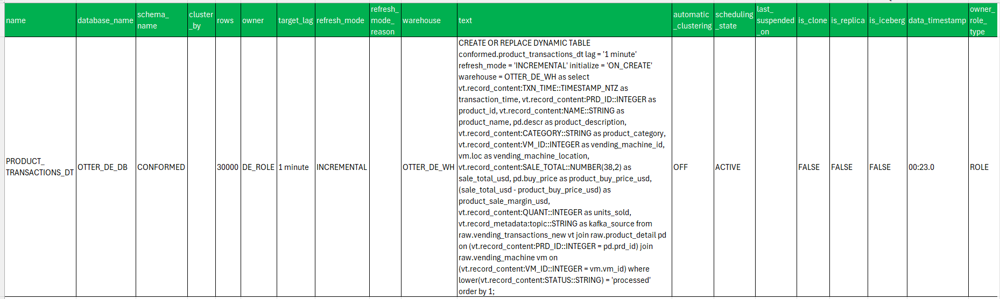 name
database_name
schema_
name
cluster
_by
rows
owner
target_lag
refresh_mode
refresh_
mode_
reason
warehouse
text
automatic
_clustering
scheduling
_state
last_
suspended
_on
is_clone
is_replica
is_iceberg
data_timestamp
owner_
role_
type
PRODUCT_
TRANSACTIONS_DT
OTTER_DE_DB
CONFORMED
30000
DE_ROLE
1 minute
INCREMENTAL
OTTER_DE_WH
CREATE OR REPLACE DYNAMIC TABLE
conformed.product_transactions_dt lag = '1 minute'
refresh_mode = 'INCREMENTAL' initialize = 'ON_CREATE'
warehouse = OTTER_DE_WH as select
vt.record_content:TXN_TIME::TIMESTAMP_NTZ as
transaction_time, vt.record_content:PRD_ID::INTEGER as
product_id, vt.record_content:NAME::STRING as
product_name, pd.descr as product_description,
vt.record_content:CATEGORY::STRING as product_category,
vt.record_content:VM_ID::INTEGER as vending_machine_id,
vm.loc as vending_machine_location,
vt.record_content:SALE_TOTAL::NUMBER(38,2) as
sale_total_usd, pd.buy_price as product_buy_price_usd,
(sale_total_usd - product_buy_price_usd) as
product_sale_margin_usd,
vt.record_content:QUANT::INTEGER as units_sold,
vt.record_metadata:topic::STRING as kafka_source from
raw.vending_transactions_new vt join raw.product_detail pd
on (vt.record_content:PRD_ID::INTEGER = pd.prd_id) join
raw.vending_machine vm on
(vt.record_content:VM_ID::INTEGER = vm.vm_id) where
lower(vt.record_content:STATUS::STRING) = 'processed'
order by 1;
OFF
ACTIVE
FALSE
FALSE
FALSE
00:23.0
ROLE